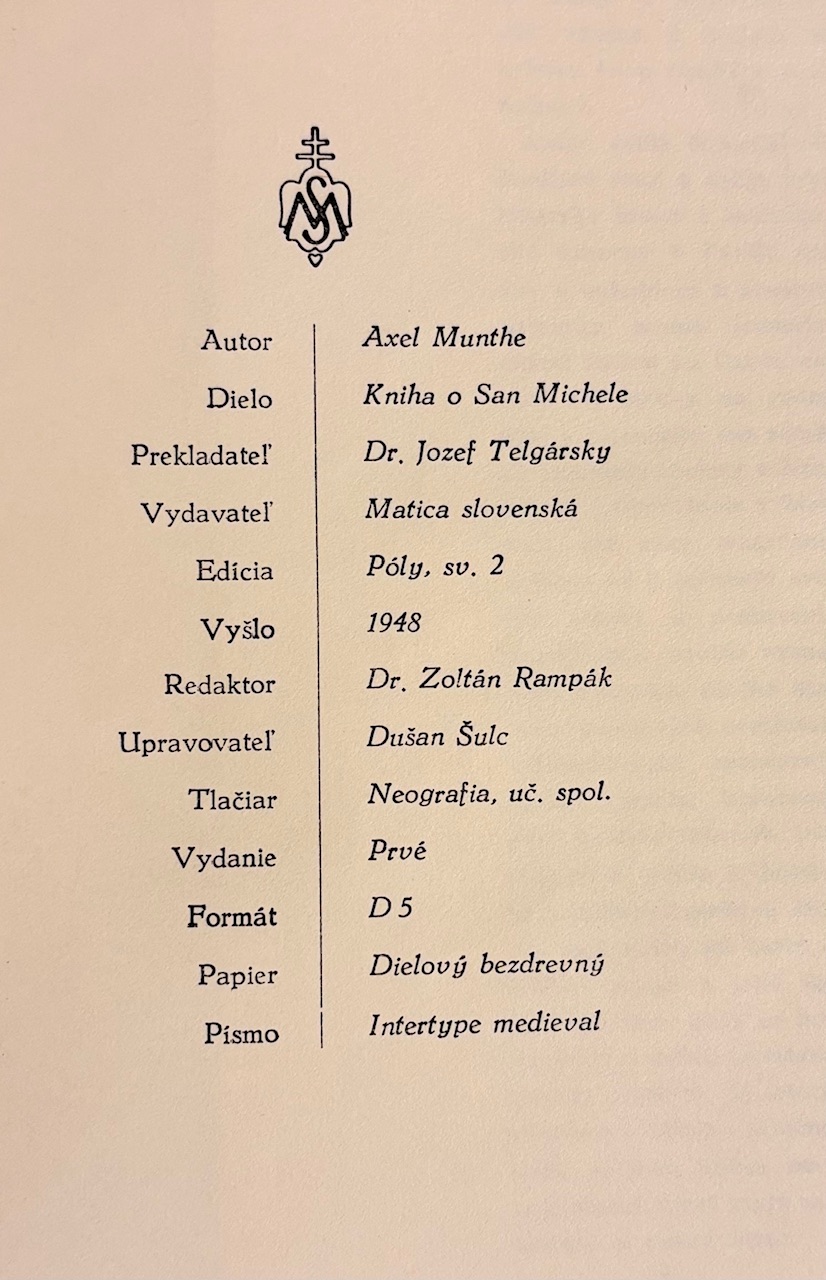 SM
Autor Axel Munthe
Dielo Kniha o San Michele
Prekladateľ Dr. Jozef Telgársky
Vydavateľ Matica slovenská
Edícia Póly, sv. 2
Vyšlo 1948
Redaktor Dr. Zoltán Rampák
Upravovateľ Dušan Šulc
Tlačiar Neografia, uč. spol.
Vydanie Prvé
Formát D 5
Papier Dielový bezdrevný
Písmo Intertype medieval